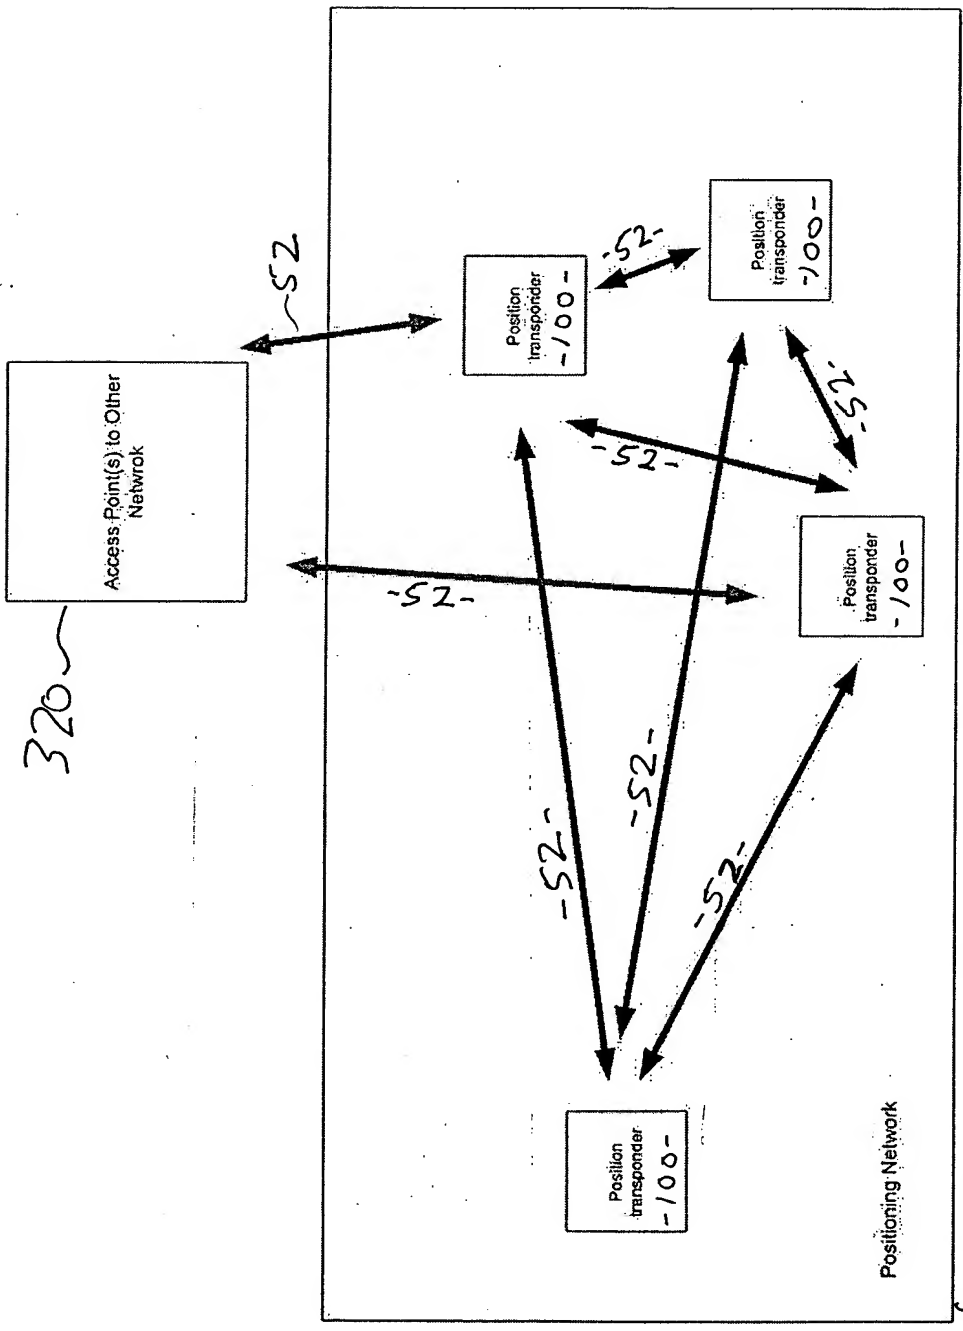 320
Access Point(s) to Other
Netwrok
~52
-52-
Position
transponder
-100-
-52-
Position
transponder
-100-
-52-
-52-
Position
transponder
-100-
-52-
-52-
-52-
Position
transponder
-100-
Positioning Network